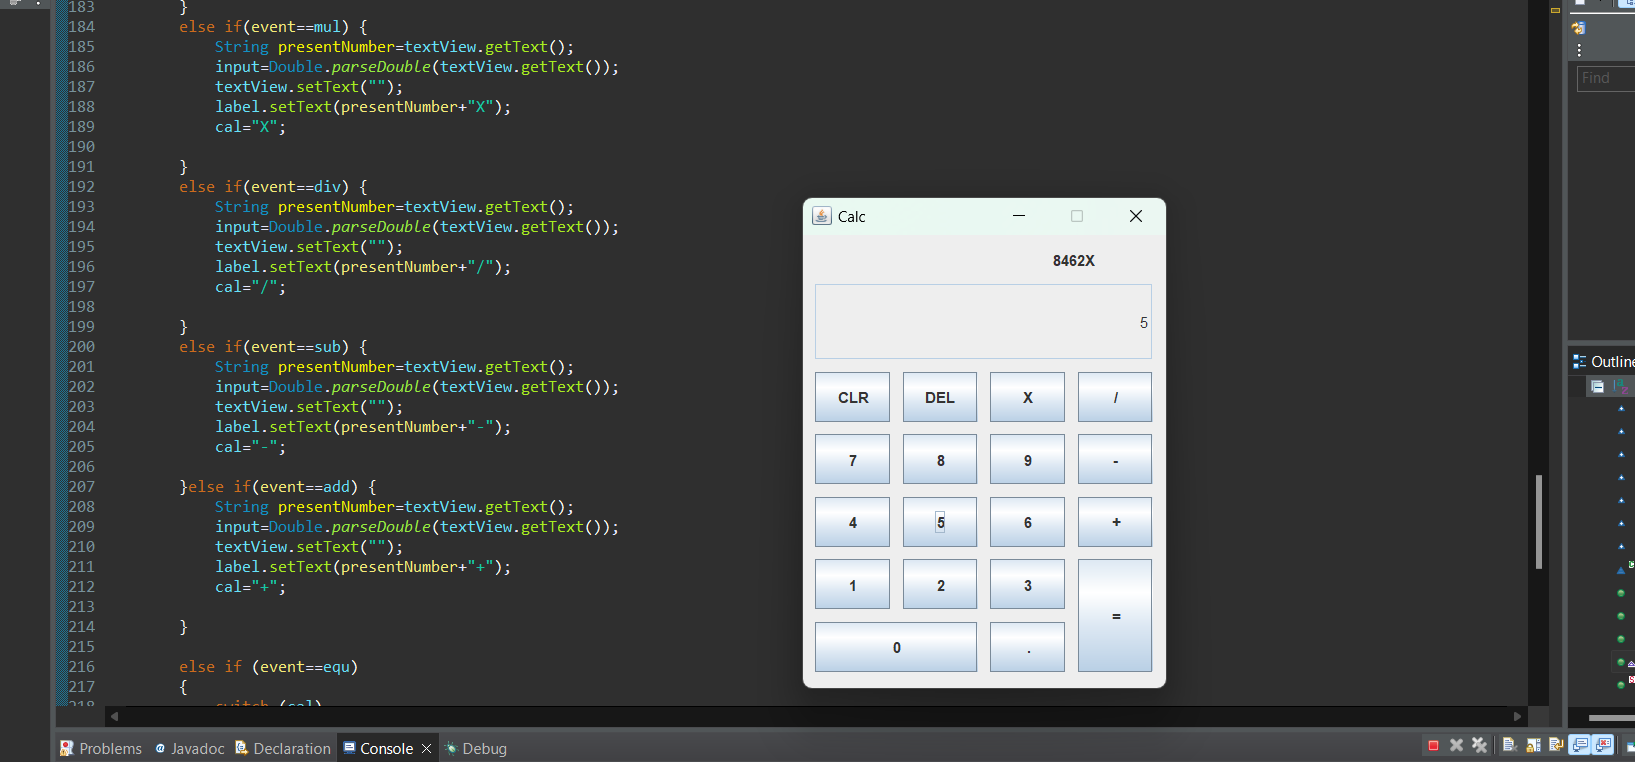 183 }
184 else if(event==mul) {
185 String presentNumber=textView.getText();
186 input=Double.parseDouble(textView.getText());
187 textView.setText("");
188 label.setText(presentNumber+"X");
189 cal="X";
190
191 }
192 else if(event==div) {
193 String presentNumber=textView.getText();
194 input=Double.parseDouble(textView.getText());
195 textView.setText("");
196 label.setText(presentNumber+"/");
197 cal="/";
198
199 }
200 else if(event==sub) {
201 String presentNumber=textView.getText();
202 input=Double.parseDouble(textView.getText());
203 textView.setText("");
204 label.setText(presentNumber+"-");
205 cal="-";
206
207 }else if(event==add) {
208 String presentNumber=textView.getText();
209 input=Double.parseDouble(textView.getText());
210 textView.setText("");
211 label.setText(presentNumber+"+");
212 cal="+";
213
214 }
215
216 else if (event==equ)
217 {
218 switch (cal)
Calc
8462X
5
CLR DEL X /
7 8 9 -
4 5 6 +
1 2 3
=
0 .
Find
Outline
Problems Javadoc Declaration Console Debug